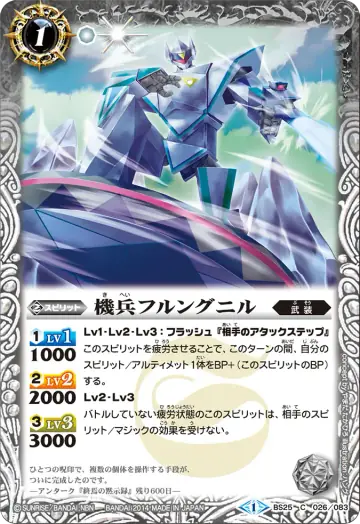 1
スピリット
機兵フルングニル
きへい
武装
ぶそう
1 LV1
1000
2 LV2
2000
3 LV3
3000
Lv1・Lv2・Lv3:フラッシュ『相手のアタックステップ』
このスピリットを疲労させることで、このターンの間、自分の
スピリット/アルティメット1体をBP+(このスピリットのBP)
する。
Lv2・Lv3
バトルしていない疲労状態のこのスピリットは、相手のスピ
リット/マジックの効果を受けない。
ひとつの呪印で、複数の個体を操作する手段が、
ついに完成したのです。
―アンターク『終焉の黙示録』残り600日―
© SUNRISE/BANDAI,NBN BANDAI 2014 MADE IN JAPAN
1 BS25 C 026/083